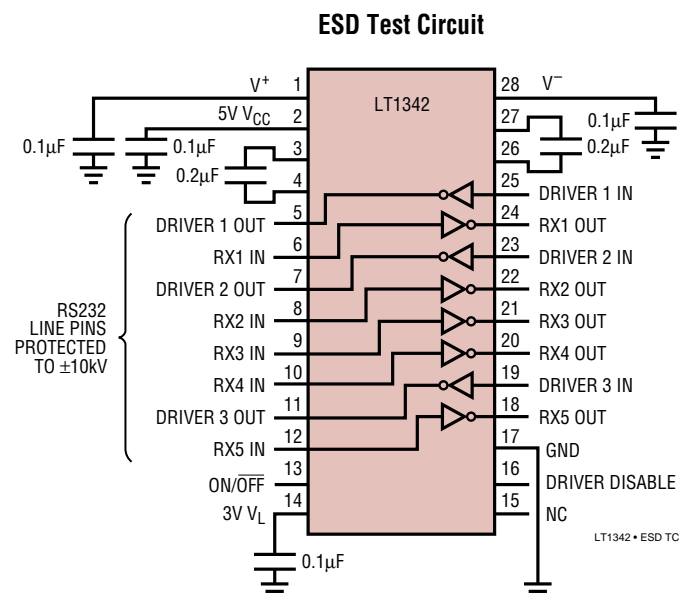 ESD Test Circuit
V+ 1
5V VCC 2
3
4
0.1µF
0.1µF
0.2µF
LT1342
28 V–
27
26
0.1µF
0.2µF
DRIVER 1 OUT 5
RX1 IN 6
DRIVER 2 OUT 7
RX2 IN 8
RX3 IN 9
RX4 IN 10
DRIVER 3 OUT 11
RX5 IN 12
ON/OFF 13
3V VL 14
0.1µF
RS232
LINE PINS
PROTECTED
TO ±10kV
25 DRIVER 1 IN
24 RX1 OUT
23 DRIVER 2 IN
22 RX2 OUT
21 RX3 OUT
20 RX4 OUT
19 DRIVER 3 IN
18 RX5 OUT
17 GND
16 DRIVER DISABLE
15 NC
LT1342 • ESD TC